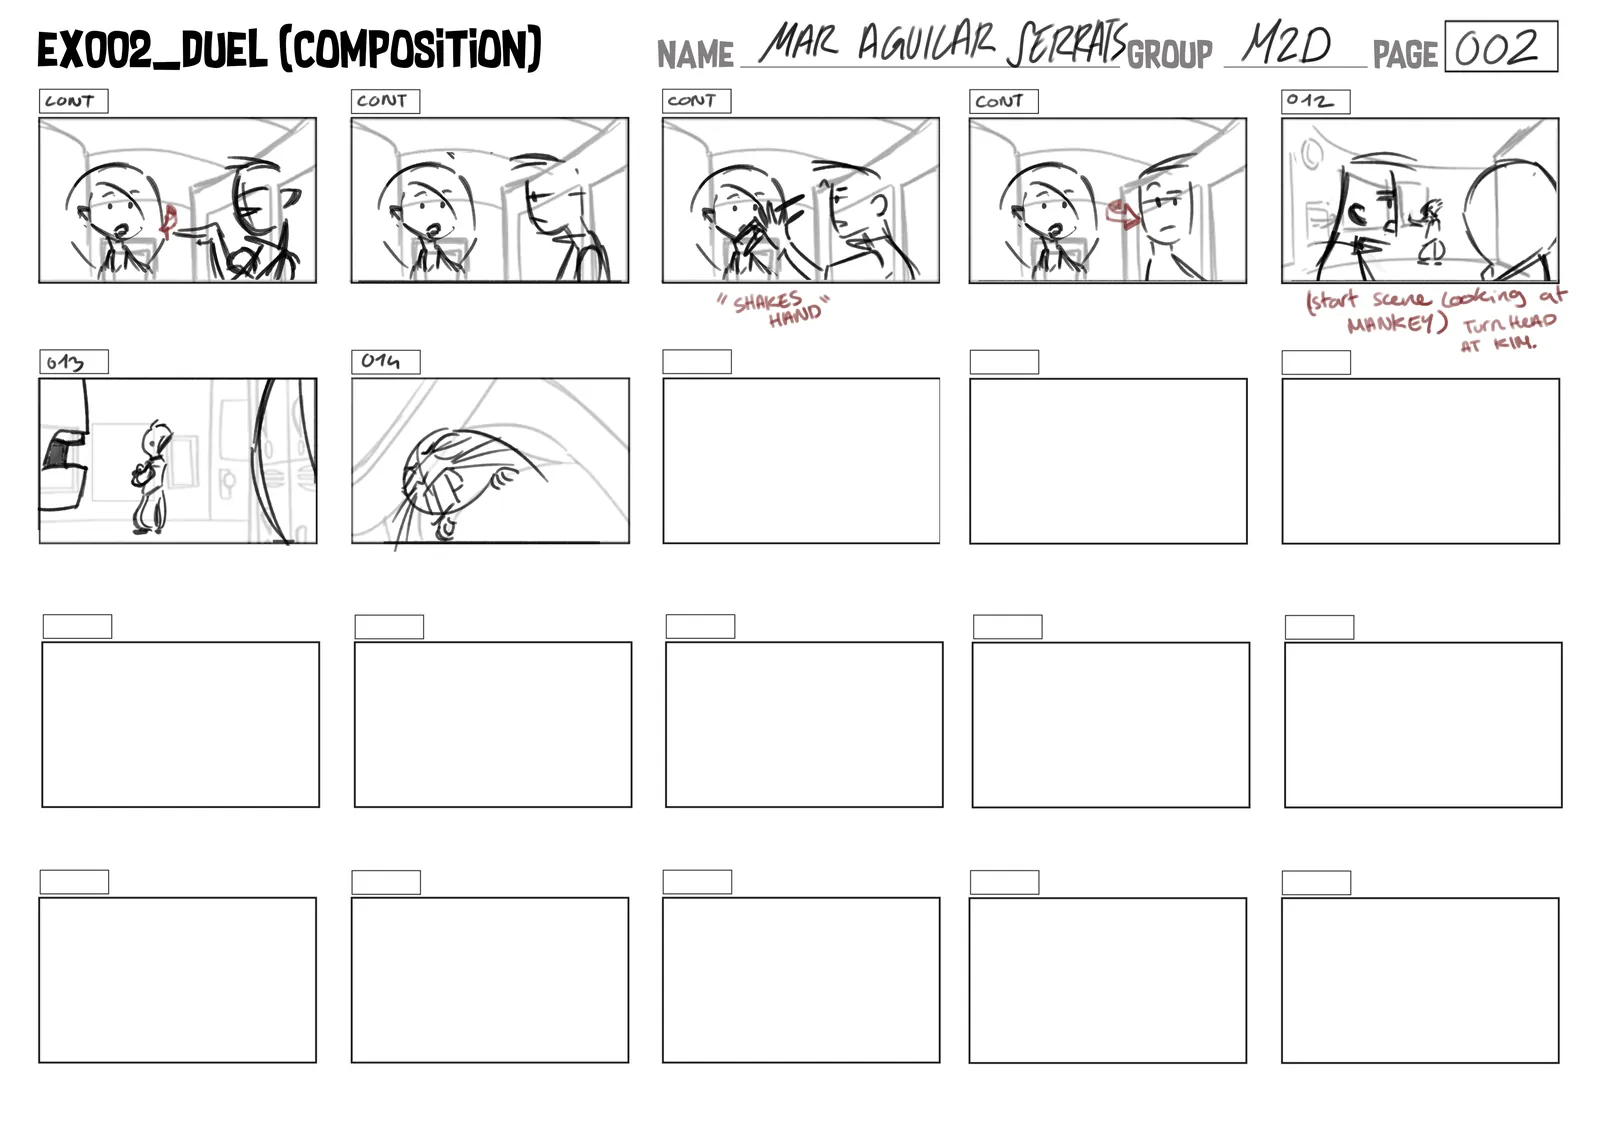 EX002_DUEL (COMPOSiTiON)
NAME MAR AGUILAR SERRATS GROUP M2D PAGE 002
CONT
CONT
CONT
CONT
012
"SHAKES
HAND"
(start scene looking at
MANKEY) Turn HEAD
AT KIM.
013
014